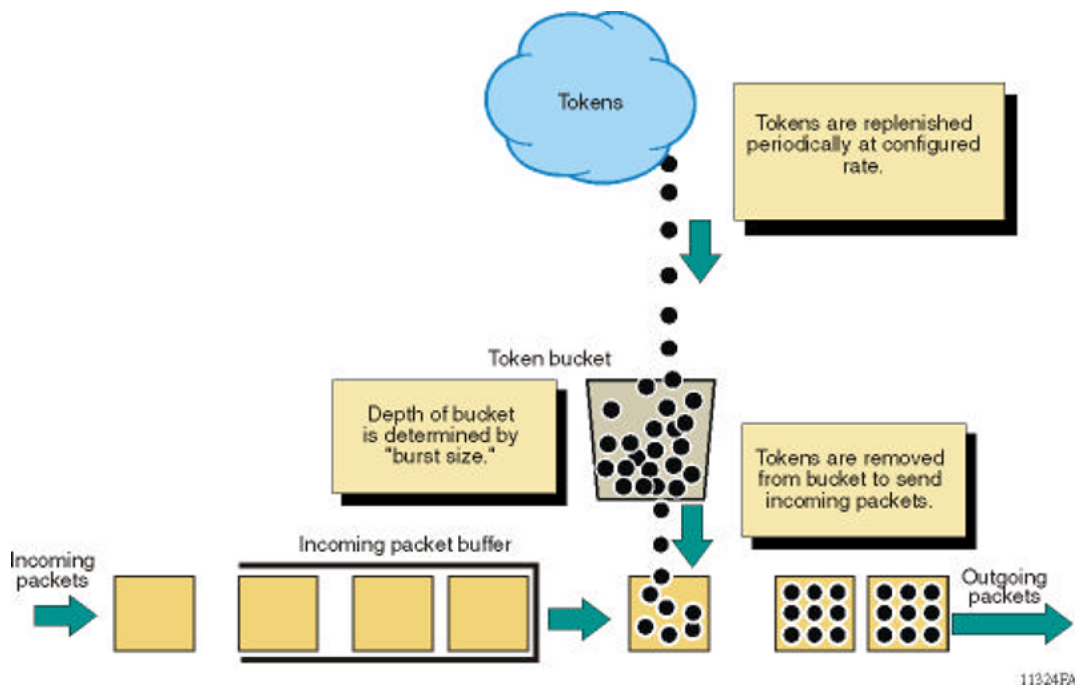 Tokens
Tokens are replenished
periodically at configured
rate.
Token bucket
Depth of bucket
is determined by
"burst size."
Tokens are removed
from bucket to send
incoming packets.
Incoming packet buffer
Incoming
packets
Outgoing
packets
11324FA